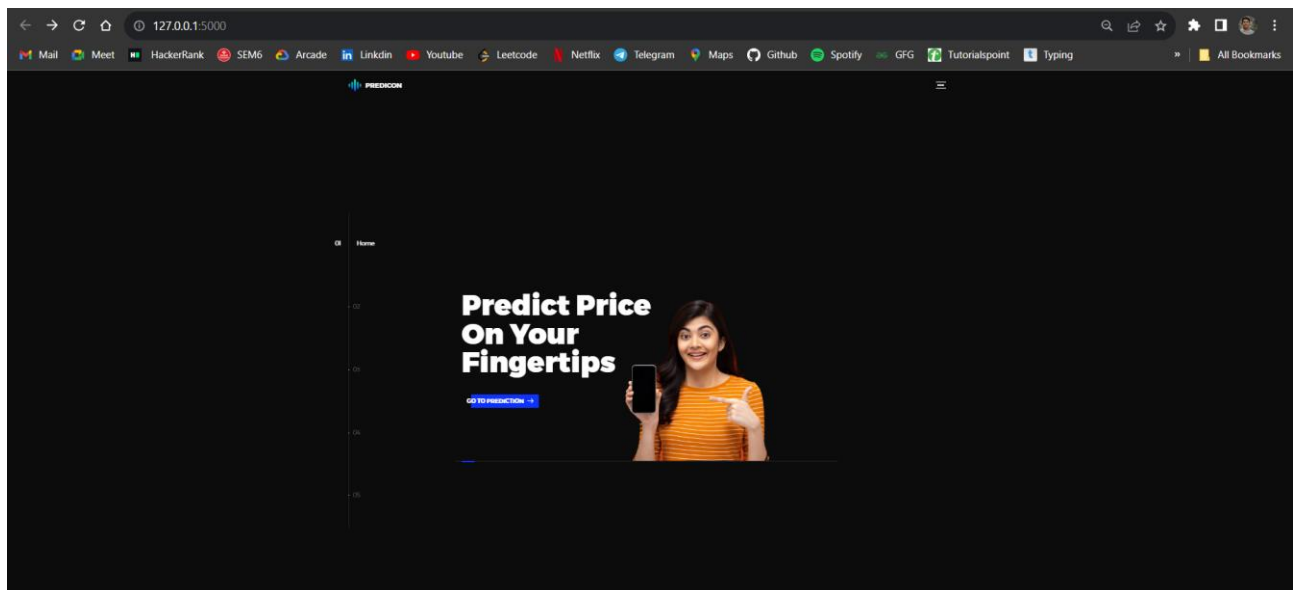 127.0.0.1:5000
Mail Meet HackerRank SEM6 Arcade Linkdin Youtube Leetcode Netflix Telegram Maps Github Spotify GFG Tutorialspoint Typing » All Bookmarks
PREDICON
01 Home
02
Predict Price
On Your
Fingertips
03
GO TO PREDICTION →
04
05